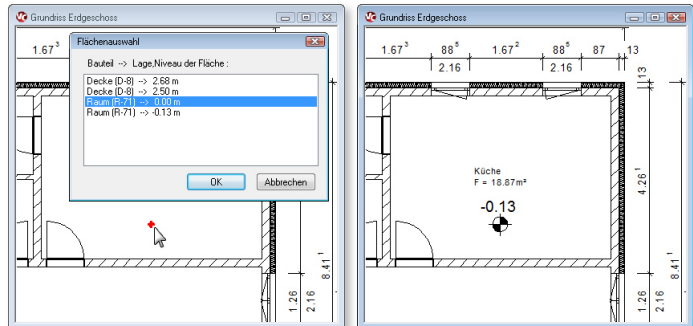 Grundriss Erdgeschoss
1.67³
Flächenauswahl
Bauteil --> Lage,Niveau der Fläche :
Decke (D-8) --> 2.68 m
Decke (D-8) --> 2.50 m
Raum (R-71) --> 0.00 m
Raum (R-71) --> -0.13 m
OK
Abbrechen
1.26
2.16
8.41¹
Grundriss Erdgeschoss
1.67³ 88⁵ 1.67² 88⁵ 87 13
2.16 2.16
13
Küche
F = 18.87m²
-0.13
4.26¹
1.26
2.16
8.41¹